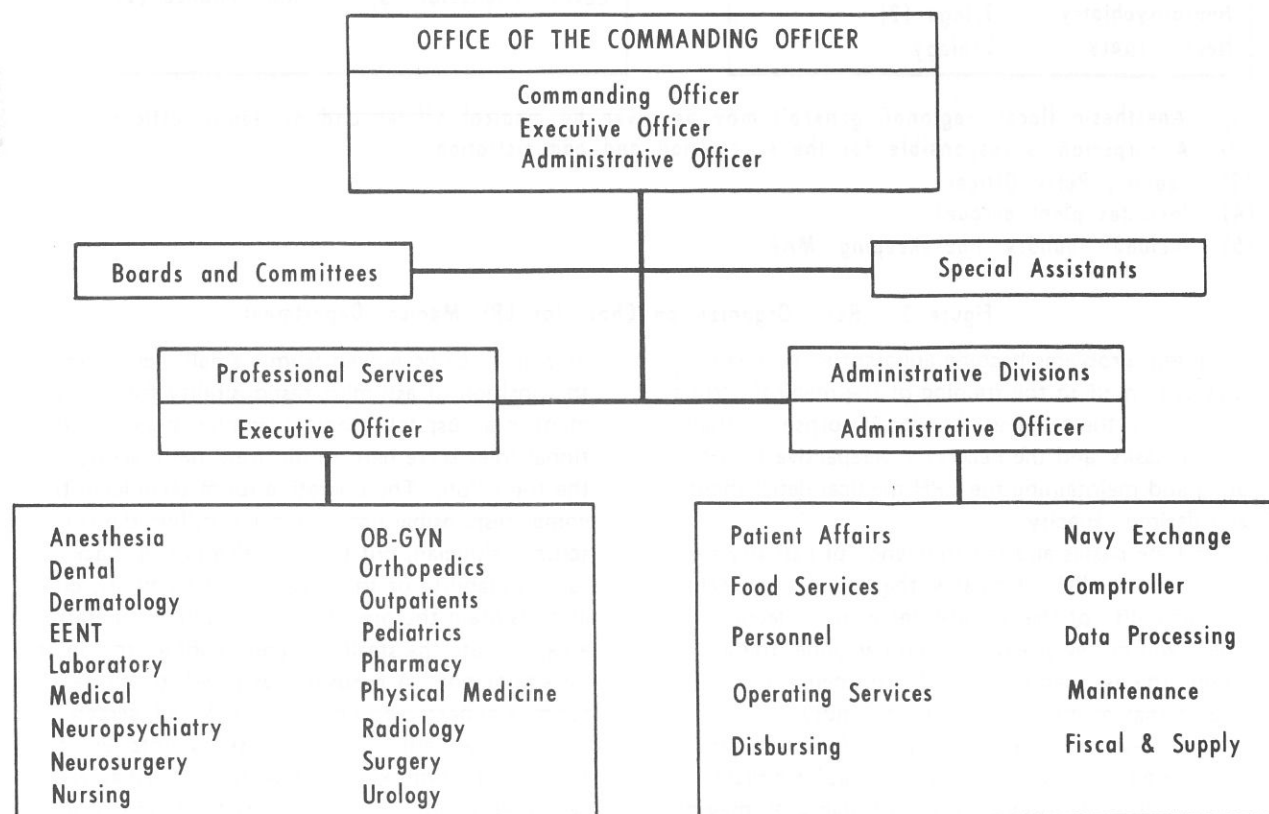 OFFICE OF THE COMMANDING OFFICER
Commanding Officer
Executive Officer
Administrative Officer
Boards and Committees
Special Assistants
Professional Services
Executive Officer
Administrative Divisions
Administrative Officer
Anesthesia
Dental
Dermatology
EENT
Laboratory
Medical
Neuropsychiatry
Neurosurgery
Nursing
OB-GYN
Orthopedics
Outpatients
Pediatrics
Pharmacy
Physical Medicine
Radiology
Surgery
Urology
Patient Affairs
Food Services
Personnel
Operating Services
Disbursing
Navy Exchange
Comptroller
Data Processing
Maintenance
Fiscal & Supply